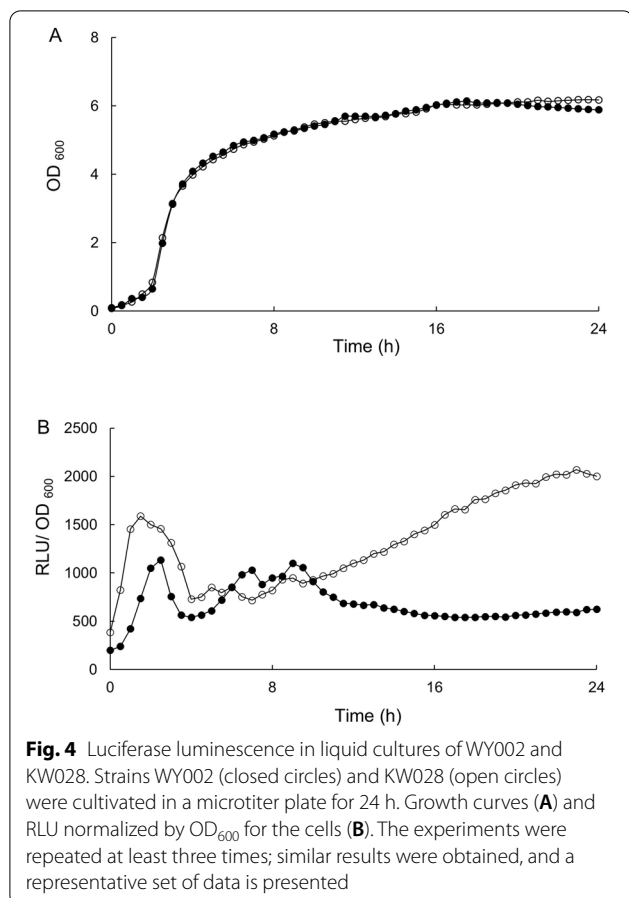 A
8
6
4
2
0
OD600
0 8 16 24
Time (h)
B
2500
2000
1500
1000
500
0
RLU/ OD 600
0 8 16 24
Time (h)
Fig. 4 Luciferase luminescence in liquid cultures of WY002 and
KW028. Strains WY002 (closed circles) and KW028 (open circles)
were cultivated in a microtiter plate for 24 h. Growth curves (A) and
RLU normalized by OD600 for the cells (B). The experiments were
repeated at least three times; similar results were obtained, and a
representative set of data is presented